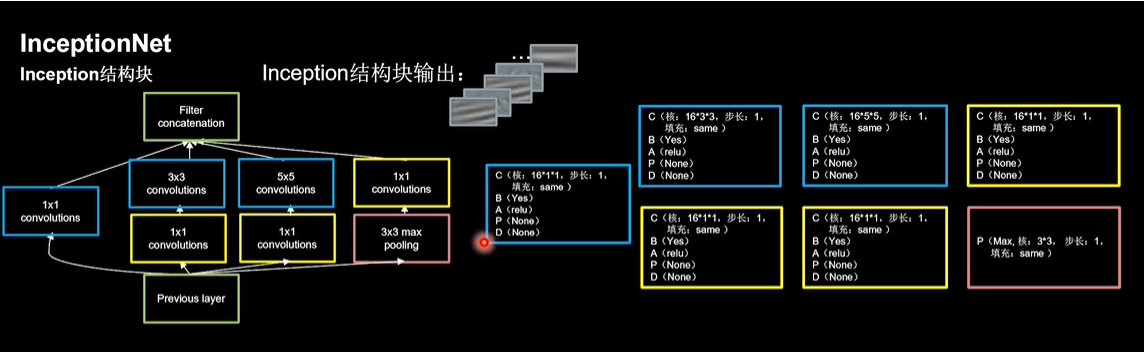 InceptionNet
Inception结构块
Inception结构块输出：
...
Filter
concatenation
1x1
convolutions
3x3
convolutions
5x5
convolutions
1x1
convolutions
1x1
convolutions
1x1
convolutions
3x3 max
pooling
Previous layer
C（核：16*1*1，步长：1，
填充：same ）
B（Yes）
A（relu）
P（None）
D（None）
C（核：16*3*3，步长：1，
填充：same ）
B（Yes）
A（relu）
P（None）
D（None）
C（核：16*5*5，步长：1，
填充：same ）
B（Yes）
A（relu）
P（None）
D（None）
C（核：16*1*1，步长：1，
填充：same ）
B（Yes）
A（relu）
P（None）
D（None）
C（核：16*1*1，步长：1，
填充：same ）
B（Yes）
A（relu）
P（None）
D（None）
C（核：16*1*1，步长：1，
填充：same ）
B（Yes）
A（relu）
P（None）
D（None）
P（Max,核：3*3，步长：1，
填充：same ）